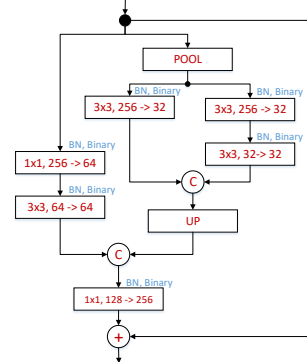 POOL
BN, Binary
BN, Binary
3x3, 256 -> 32
3x3, 256 -> 32
BN, Binary
BN, Binary
1x1, 256 -> 64
3x3, 32-> 32
C
BN, Binary
3x3, 64 -> 64
UP
C
BN, Binary
1x1, 128 -> 256
+